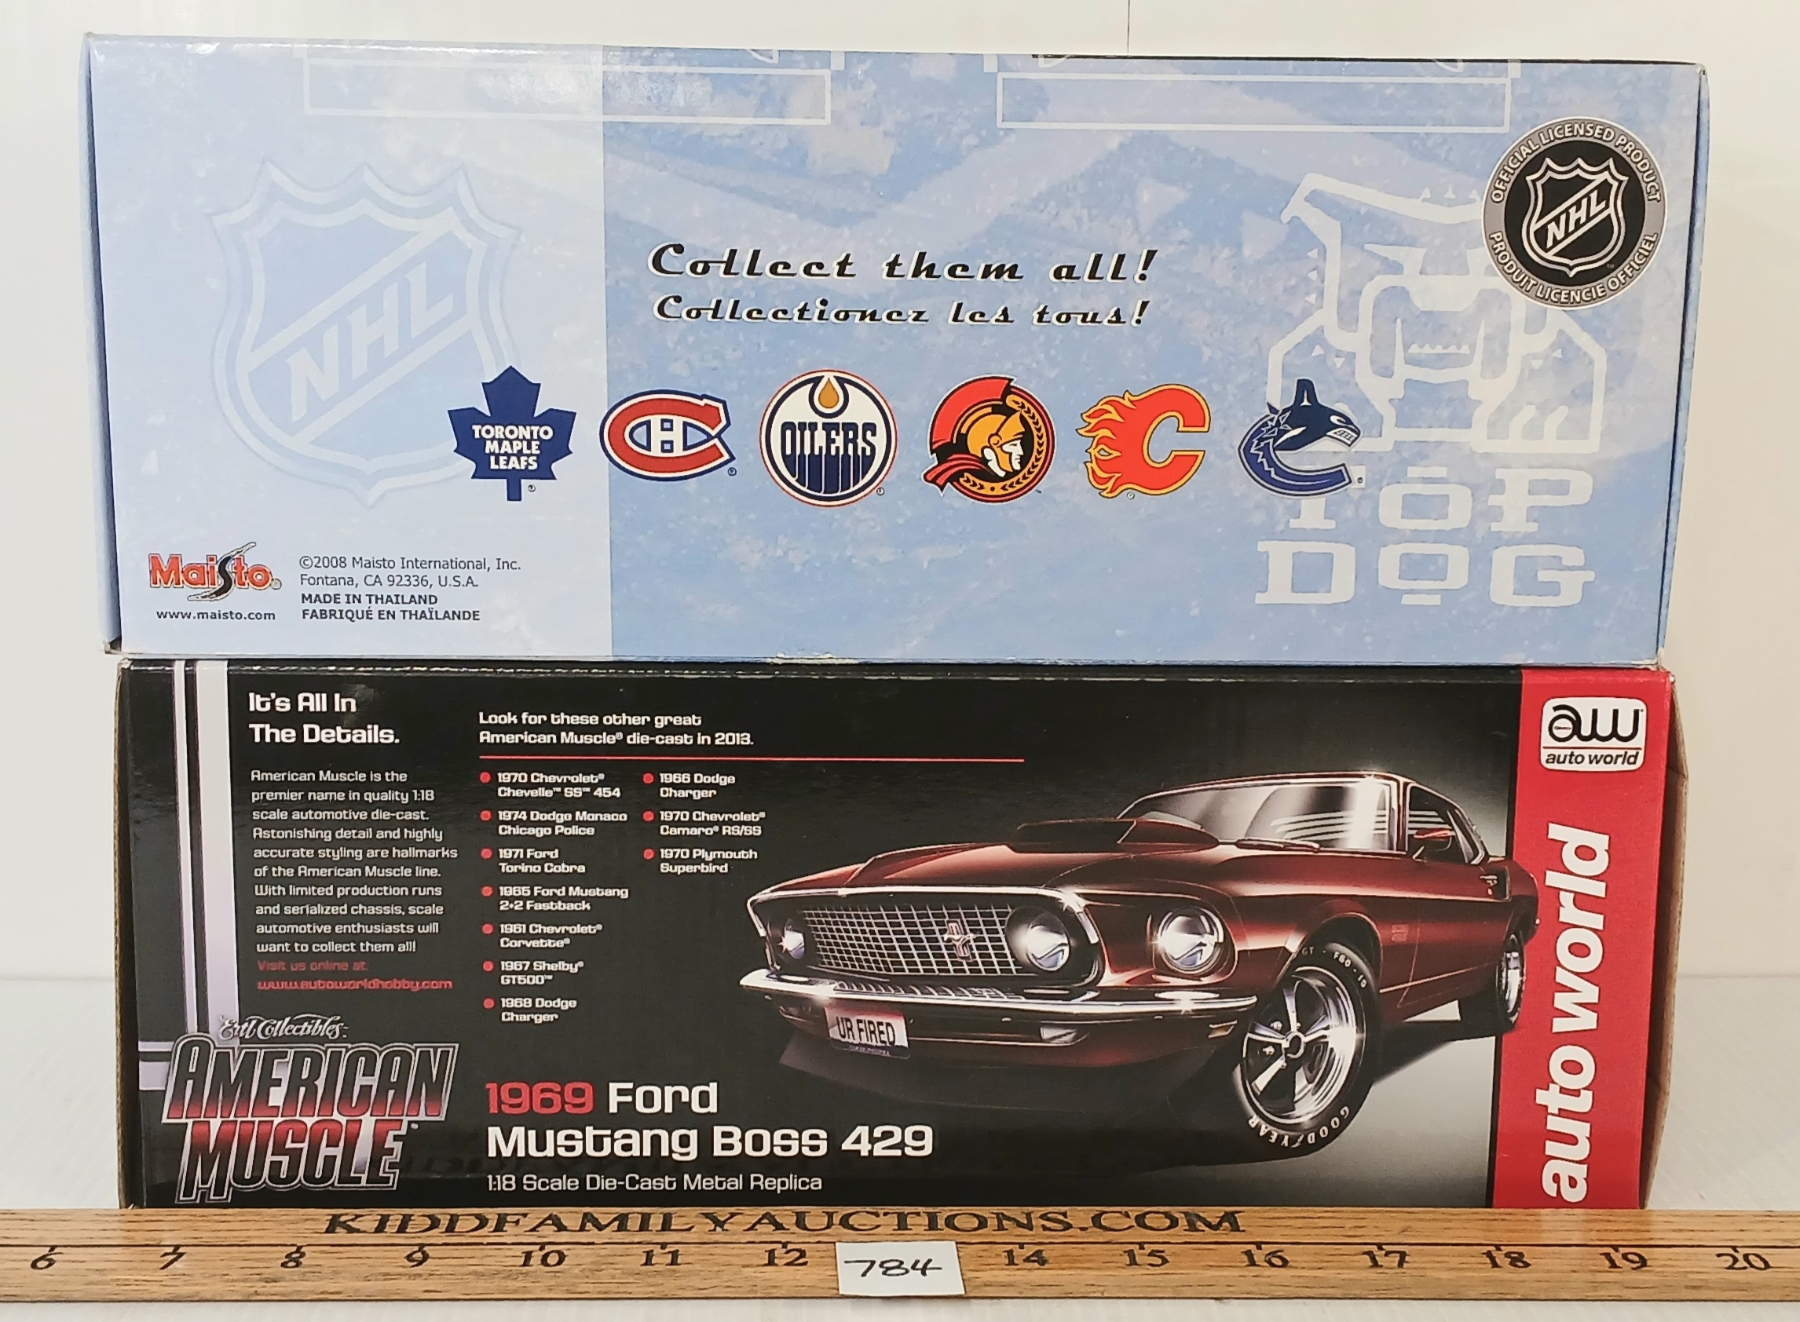 OFFICIAL LICENSED PRODUCT
NHL
PRODUIT LICENCIE OFFICIEL
NHL
Collect them all!
Collectionez les tous!
TORONTO
MAPLE
LEAFS
OILERS
TOP
DOG
Maisto
www.maisto.com
©2008 Maisto International, Inc.
Fontana, CA 92336, U.S.A.
MADE IN THAILAND
FABRIQUÉ EN THAÏLANDE
It's All In
The Details.
American Muscle is the
premier name in quality 1:18
scale automotive die-cast.
Astonishing detail and highly
accurate styling are hallmarks
of the American Muscle line.
With limited production runs
and serialized chassis, scale
automotive enthusiasts will
want to collect them all!
Visit us online at:
www.autoworldhobby.com
Look for these other great
American Muscle® die-cast in 2013.
1970 Chevrolet®
Chevelle™ SS™ 454
1974 Dodge Monaco
Chicago Police
1971 Ford
Torino Cobra
1965 Ford Mustang
2+2 Fastback
1961 Chevrolet®
Corvette®
1967 Shelby®
GT500™
1968 Dodge
Charger
1966 Dodge
Charger
1970 Chevrolet®
Camaro® RS/SS
1970 Plymouth
Superbird
Ertl Collectibles
AMERICAN
MUSCLE
1969 Ford
Mustang Boss 429
1:18 Scale Die-Cast Metal Replica
UR FIRED
GT F60-15
GOODYEAR
aw
auto world
auto world
KIDDFAMILYAUCTIONS.COM
6 7 8 9 10 11 12 14 15 16 17 18 19 20
784